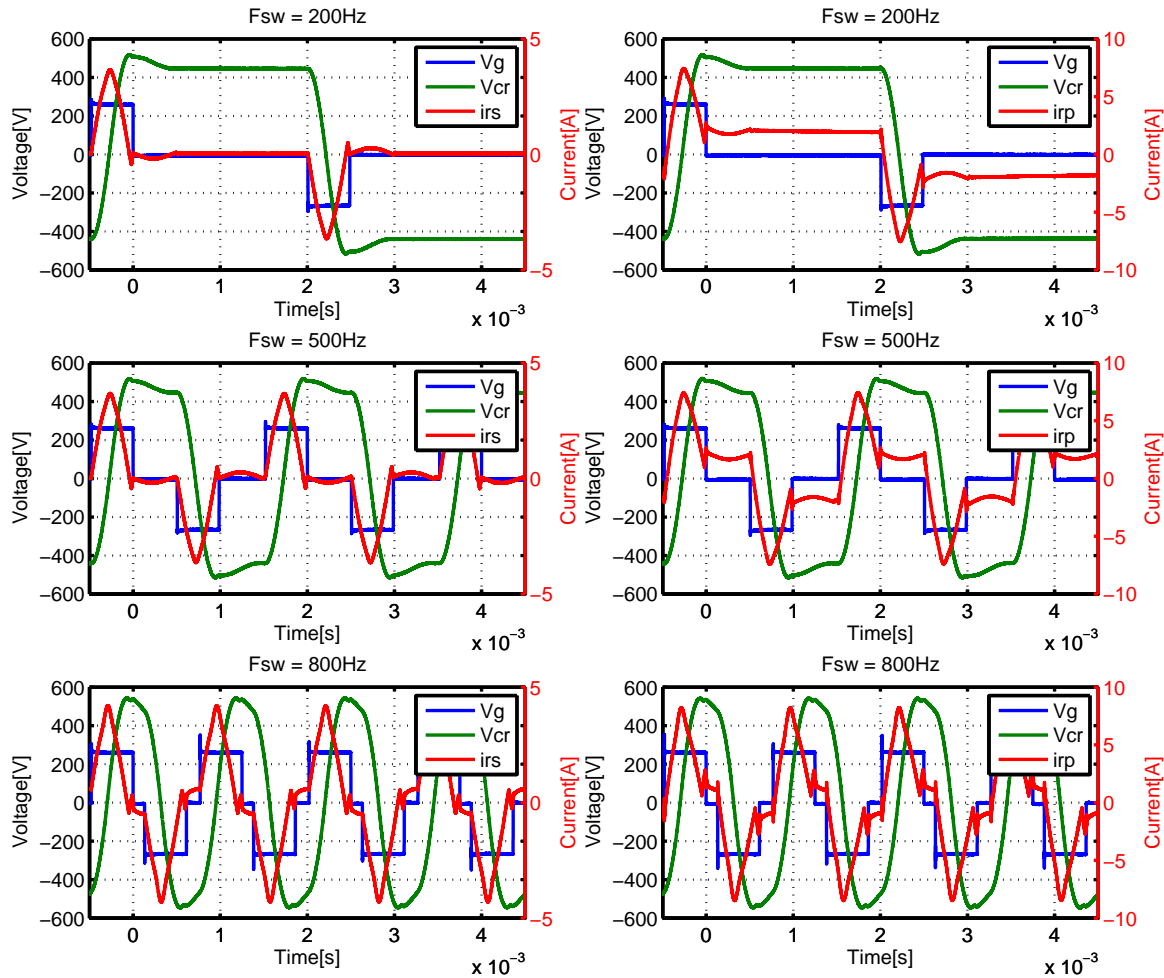 Fsw = 200Hz
600
400
200
0
−200
−400
−600
Voltage[V]
0 1 2 3 4
x 10⁻³
Time[s]
5
0
−5
Current[A]
Vg
Vcr
irs
Fsw = 200Hz
600
400
200
0
−200
−400
−600
Voltage[V]
0 1 2 3 4
x 10⁻³
Time[s]
10
5
0
−5
−10
Current[A]
Vg
Vcr
irp
Fsw = 500Hz
600
400
200
0
−200
−400
−600
Voltage[V]
0 1 2 3 4
x 10⁻³
Time[s]
5
0
−5
Current[A]
Vg
Vcr
irs
Fsw = 500Hz
600
400
200
0
−200
−400
−600
Voltage[V]
0 1 2 3 4
x 10⁻³
Time[s]
10
5
0
−5
−10
Current[A]
Vg
Vcr
irp
Fsw = 800Hz
600
400
200
0
−200
−400
−600
Voltage[V]
0 1 2 3 4
x 10⁻³
Time[s]
5
0
−5
Current[A]
Vg
Vcr
irs
Fsw = 800Hz
600
400
200
0
−200
−400
−600
Voltage[V]
0 1 2 3 4
x 10⁻³
Time[s]
10
5
0
−5
−10
Current[A]
Vg
Vcr
irp